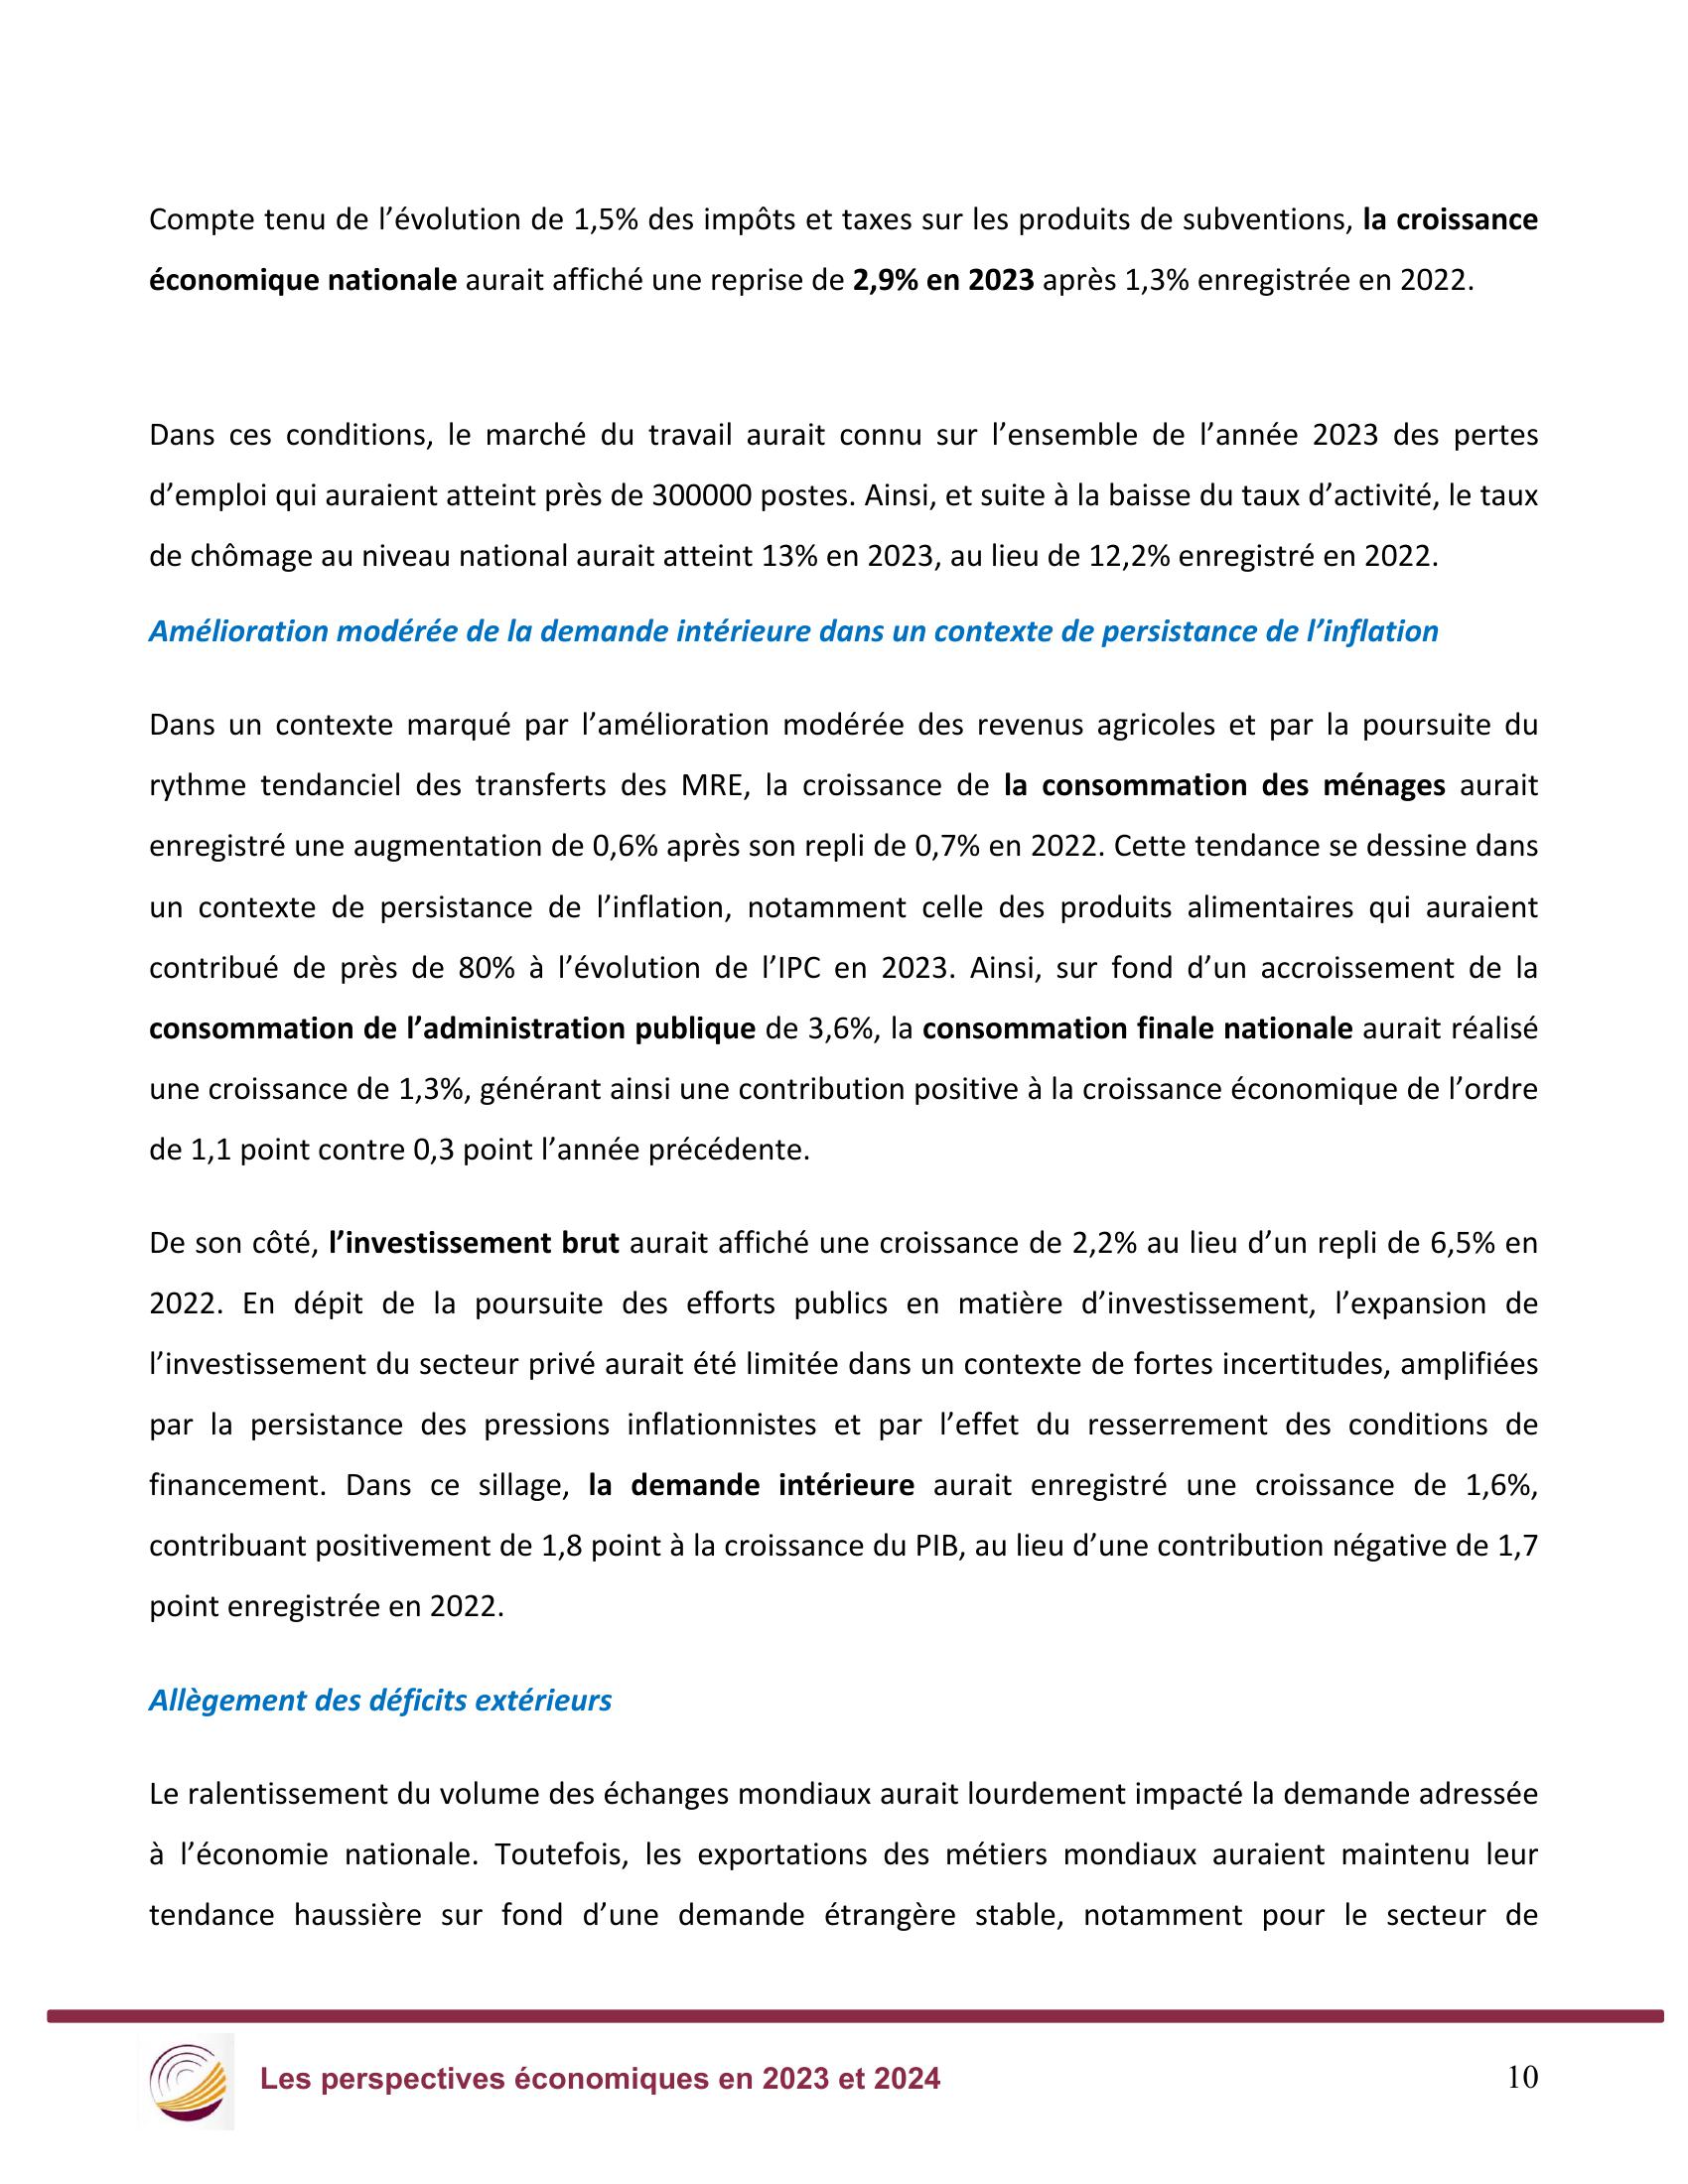 Compte tenu de l’évolution de 1,5% des impôts et taxes sur les produits de subventions, la croissance
économique nationale aurait affiché une reprise de 2,9% en 2023 après 1,3% enregistrée en 2022.
Dans ces conditions, le marché du travail aurait connu sur l’ensemble de l’année 2023 des pertes
d’emploi qui auraient atteint près de 300000 postes. Ainsi, et suite à la baisse du taux d’activité, le taux
de chômage au niveau national aurait atteint 13% en 2023, au lieu de 12,2% enregistré en 2022.
Amélioration modérée de la demande intérieure dans un contexte de persistance de l’inflation
Dans un contexte marqué par l’amélioration modérée des revenus agricoles et par la poursuite du
rythme tendanciel des transferts des MRE, la croissance de la consommation des ménages aurait
enregistré une augmentation de 0,6% après son repli de 0,7% en 2022. Cette tendance se dessine dans
un contexte de persistance de l’inflation, notamment celle des produits alimentaires qui auraient
contribué de près de 80% à l’évolution de l’IPC en 2023. Ainsi, sur fond d’un accroissement de la
consommation de l’administration publique de 3,6%, la consommation finale nationale aurait réalisé
une croissance de 1,3%, générant ainsi une contribution positive à la croissance économique de l’ordre
de 1,1 point contre 0,3 point l’année précédente.
De son côté, l’investissement brut aurait affiché une croissance de 2,2% au lieu d’un repli de 6,5% en
2022. En dépit de la poursuite des efforts publics en matière d’investissement, l’expansion de
l’investissement du secteur privé aurait été limitée dans un contexte de fortes incertitudes, amplifiées
par la persistance des pressions inflationnistes et par l’effet du resserrement des conditions de
financement. Dans ce sillage, la demande intérieure aurait enregistré une croissance de 1,6%,
contribuant positivement de 1,8 point à la croissance du PIB, au lieu d’une contribution négative de 1,7
point enregistrée en 2022.
Allègement des déficits extérieurs
Le ralentissement du volume des échanges mondiaux aurait lourdement impacté la demande adressée
à l’économie nationale. Toutefois, les exportations des métiers mondiaux auraient maintenu leur
tendance haussière sur fond d’une demande étrangère stable, notamment pour le secteur de
Les perspectives économiques en 2023 et 2024
10